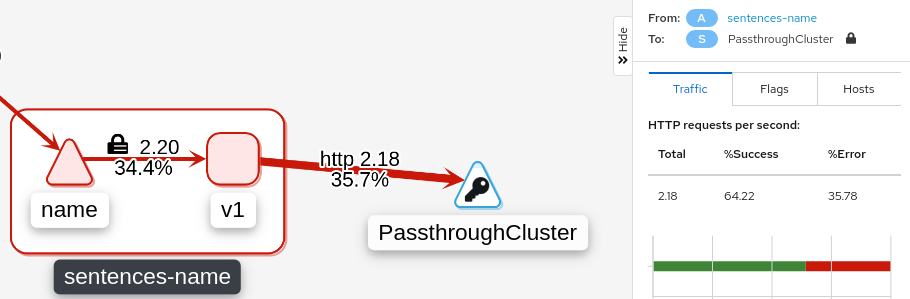 2.20
34.4%
http 2.18
35.7%
name
v1
PassthroughCluster
sentences-name
Hide
From: A sentences-name
To: S PassthroughCluster
Traffic Flags Hosts
HTTP requests per second:
Total %Success %Error
2.18 64.22 35.78